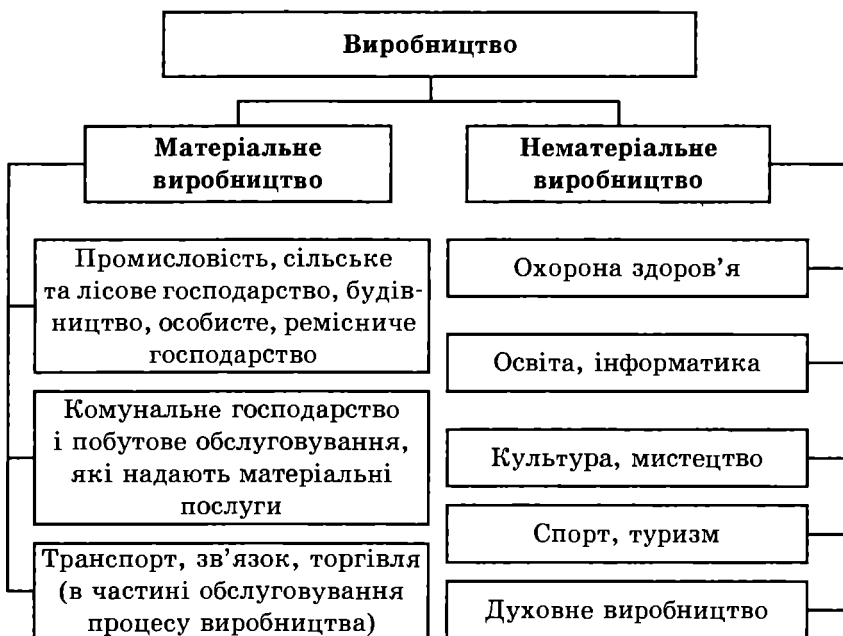 Виробництво
Матеріальне
виробництво
Нематеріальне
виробництво
Промисловість, сільське
та лісове господарство, будів-
ництво, особисте, ремісниче
господарство
Комунальне господарство
і побутове обслуговування,
які надають матеріальні
послуги
Транспорт, зв’язок, торгівля
(в частині обслуговування
процесу виробництва)
Охорона здоров’я
Освіта, інформатика
Культура, мистецтво
Спорт, туризм
Духовне виробництво